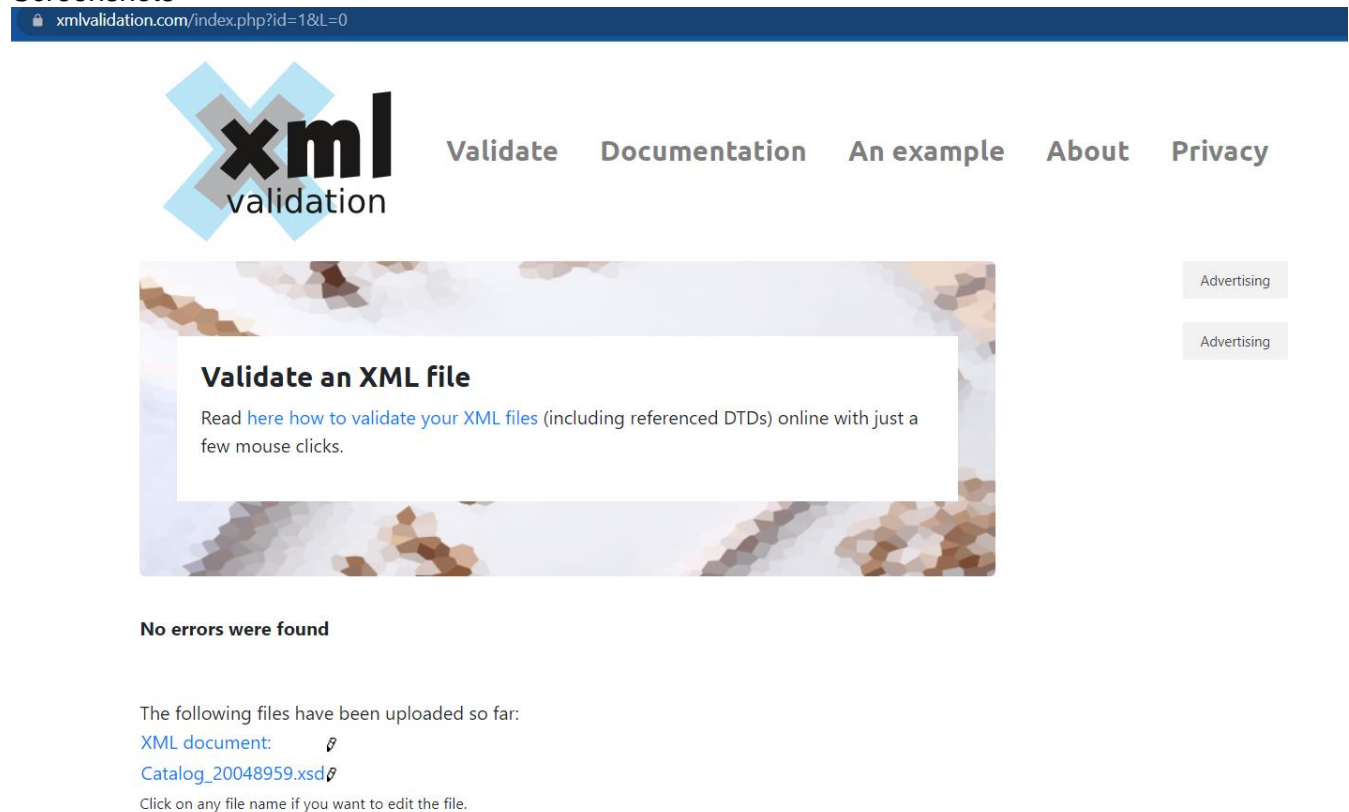 Screenshots
xmlvalidation.com/index.php?id=1&L=0
xml
validation
Validate Documentation An example About Privacy
Advertising
Advertising
Validate an XML file
Read here how to validate your XML files (including referenced DTDs) online with just a
few mouse clicks.
No errors were found
The following files have been uploaded so far:
XML document:
Catalog_20048959.xsd
Click on any file name if you want to edit the file.